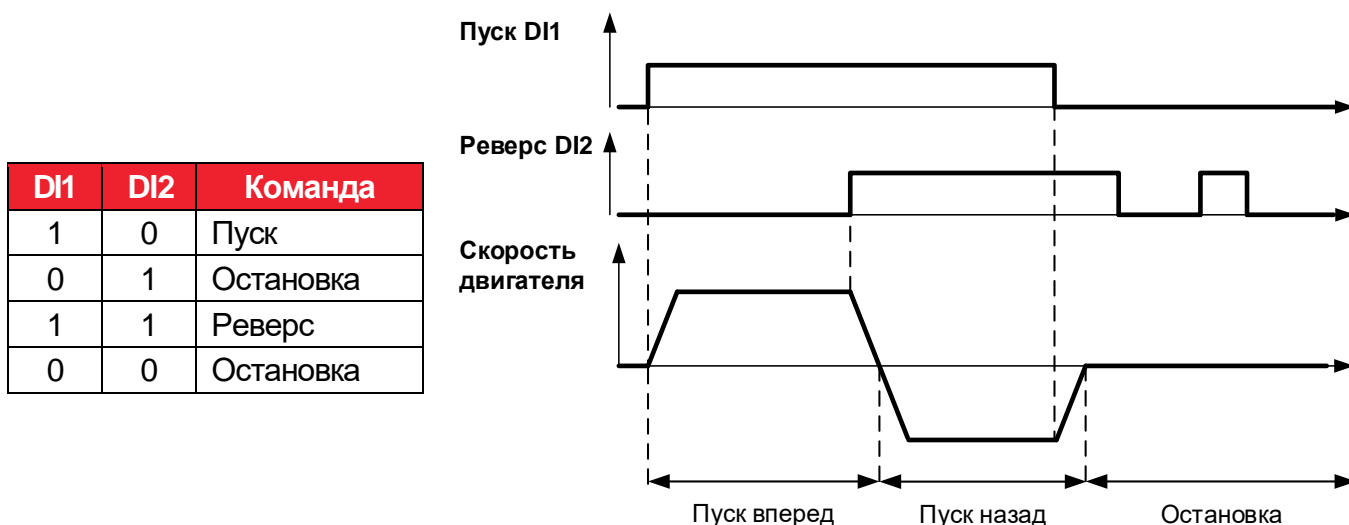 DI1 DI2 Команда
1 0 Пуск
0 1 Остановка
1 1 Реверс
0 0 Остановка
Пуск DI1
Реверс DI2
Скорость
двигателя
Пуск вперед Пуск назад Остановка